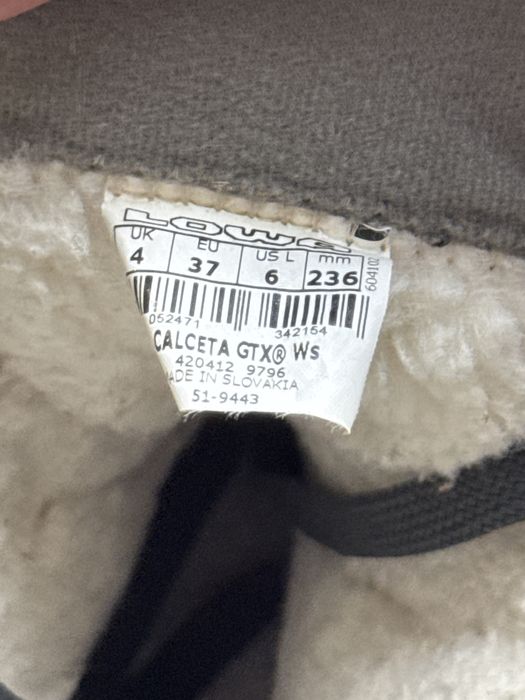 LOWA
UK EU US L mm
4 37 6 236
604102
052471 342154
CALCETA GTX® Ws
420412 9796
ADE IN SLOVAKIA
51-9443